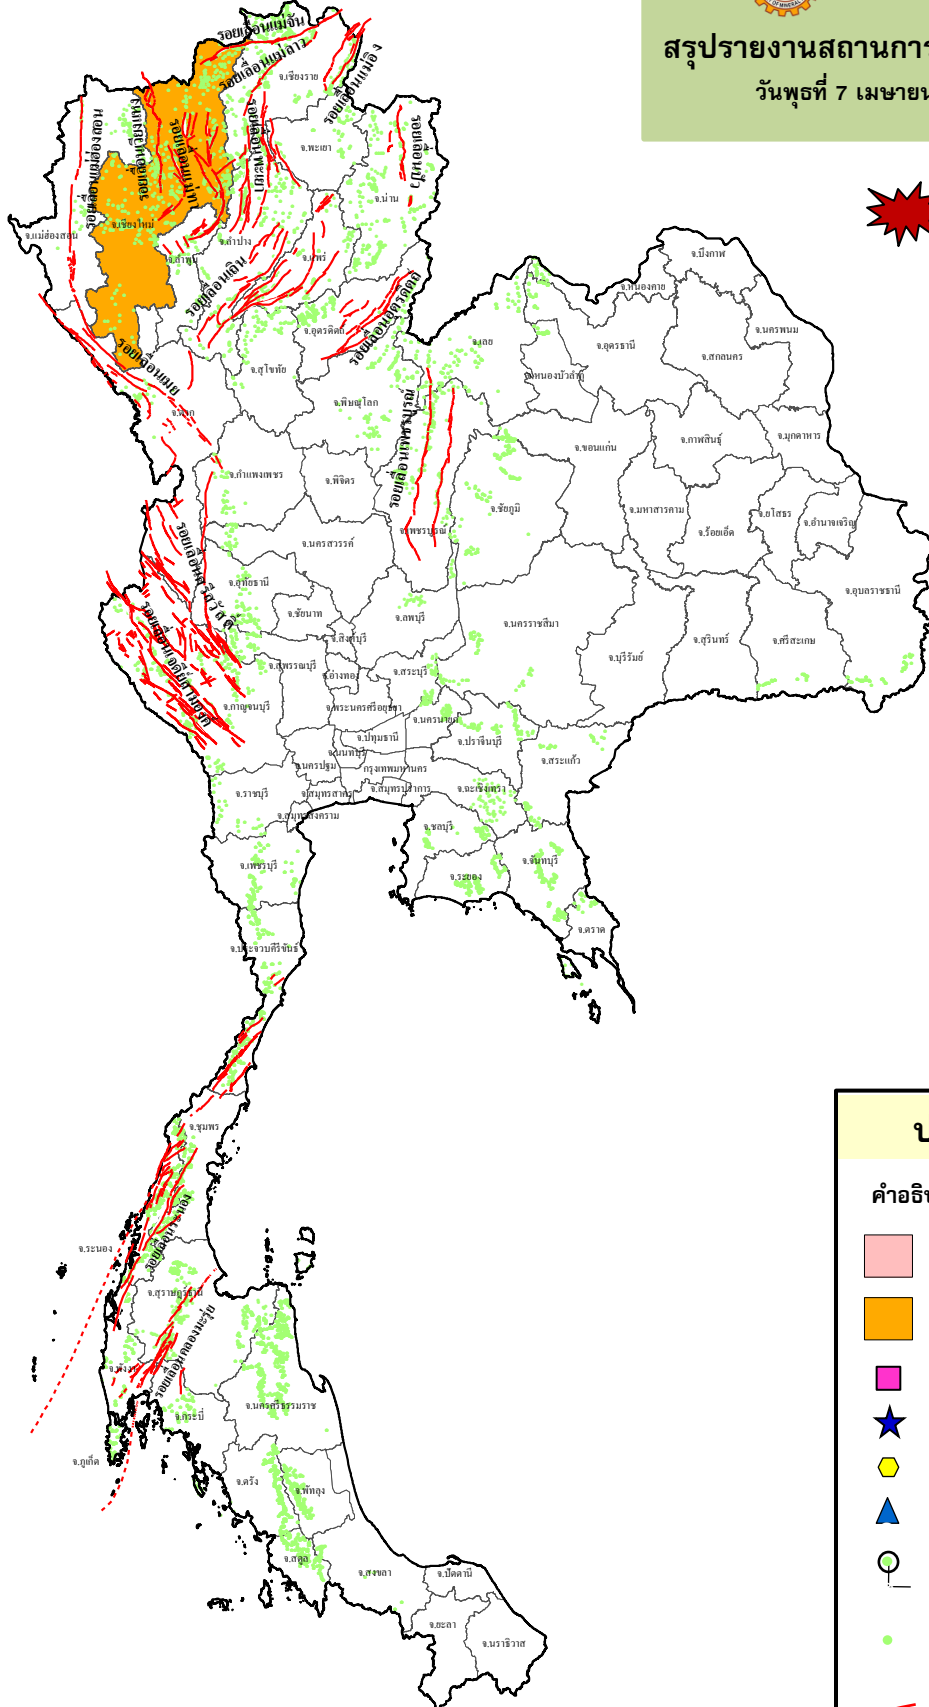 OF MINERAL
สรุปรายงานสถานการ
วันพุธที่ 7 เมษายน
รอยเลื่อนแม่จัน
รอยเลื่อนแม่ลาว
รอยเลื่อนแม่อิง
จ.เชียงราย
รอยเลื่อนแม่ฮ่องสอน
รอยเลื่อนแม่ทา
รอยเลื่อนพะเยา
รอยเลื่อนปัว
จ.พะเยา
จ.น่าน
จ.แม่ฮ่องสอน
จ.เชียงใหม่
จ.ลำปาง
จ.ลำพูน
จ.แพร่
รอยเลื่อนเถิน
รอยเลื่อนอุตรดิตถ์
จ.อุตรดิตถ์
รอยเลื่อนเมย
จ.ตาก
จ.สุโขทัย
จ.พิษณุโลก
จ.เลย
จ.บึงกาฬ
จ.หนองคาย
จ.อุดรธานี
จ.นครพนม
จ.สกลนคร
จ.หนองบัวลำภู
รอยเลื่อนเพชรบูรณ์
จ.กำแพงเพชร
จ.พิจิตร
จ.ขอนแก่น
จ.กาฬสินธุ์
จ.มุกดาหาร
จ.ชัยภูมิ
จ.มหาสารคาม
จ.ร้อยเอ็ด
จ.ยโสธร
จ.อำนาจเจริญ
จ.เพชรบูรณ์
จ.นครสวรรค์
รอยเลื่อนศรีสวัสดิ์
จ.อุทัยธานี
จ.ชัยนาท
จ.ลพบุรี
จ.นครราชสีมา
จ.บุรีรัมย์
จ.สุรินทร์
จ.ศรีสะเกษ
จ.อุบลราชธานี
รอยเลื่อนเจดีย์สามองค์
จ.สิงห์บุรี
จ.สุพรรณบุรี
จ.อ่างทอง
จ.สระบุรี
จ.กาญจนบุรี
จ.พระนครศรีอยุธยา
จ.นครนายก
จ.ปทุมธานี
จ.ปราจีนบุรี
จ.นนทบุรี
จ.สระแก้ว
จ.นครปฐม
กรุงเทพมหานคร
จ.ราชบุรี
จ.สมุทรสาคร
จ.สมุทรปราการ
จ.ฉะเชิงเทรา
จ.สมุทรสงคราม
จ.ชลบุรี
จ.เพชรบุรี
จ.ระยอง
จ.จันทบุรี
จ.ตราด
จ.ประจวบคีรีขันธ์
จ.ชุมพร
รอยเลื่อนระนอง
จ.ระนอง
จ.สุราษฎร์ธานี
รอยเลื่อนคลองมะรุ่ย
จ.พังงา
จ.กระบี่
จ.นครศรีธรรมราช
จ.ภูเก็ต
จ.ตรัง
จ.พัทลุง
จ.สตูล
จ.สงขลา
จ.ปัตตานี
จ.ยะลา
จ.นราธิวาส
คำอธิบ